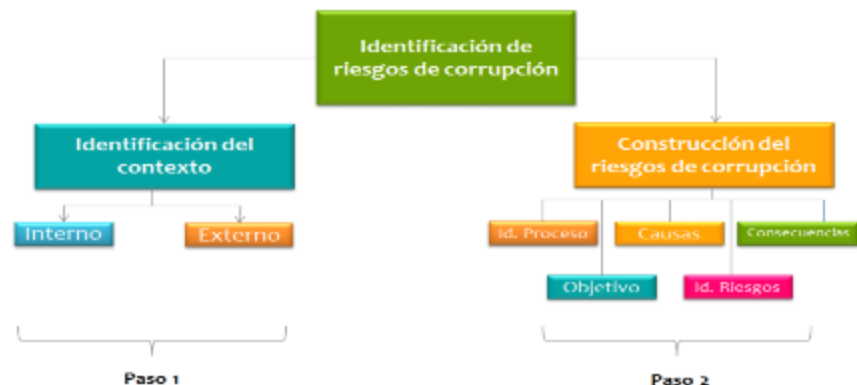 Identificación de
riesgos de corrupción
Identificación del
contexto
Construcción del
riesgos de corrupción
Interno
Externo
Id. Proceso
Causas
Consecuencias
Objetivo
Id. Riesgos
Paso 1
Paso 2